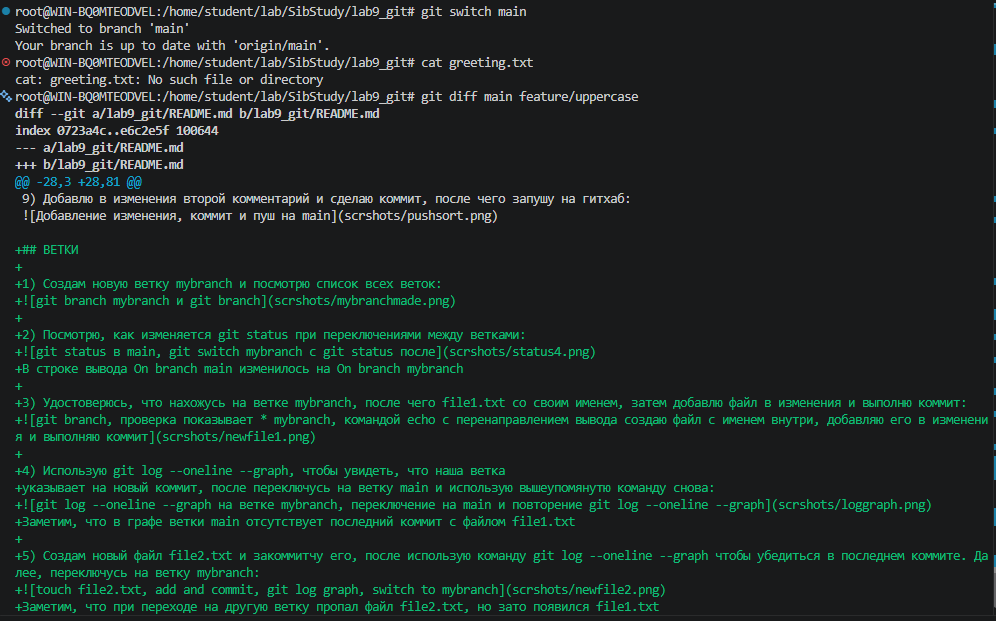 root@WIN-BQ0MTEODVEL:/home/student/lab/SibStudy/lab9_git# git switch main
Switched to branch 'main'
Your branch is up to date with 'origin/main'.
root@WIN-BQ0MTEODVEL:/home/student/lab/SibStudy/lab9_git# cat greeting.txt
cat: greeting.txt: No such file or directory
root@WIN-BQ0MTEODVEL:/home/student/lab/SibStudy/lab9_git# git diff main feature/uppercase
diff --git a/lab9_git/README.md b/lab9_git/README.md
index 0723a4c..e6c2e5f 100644
--- a/lab9_git/README.md
+++ b/lab9_git/README.md
@@ -28,3 +28,81 @@
 9) Добавлю в изменения второй комментарий и сделаю коммит, после чего запушу на гитхаб:
 ![Добавление изменения, коммит и пуш на main](scrshots/pushsort.png)

+## ВЕТКИ
+
+1) Создам новую ветку mybranch и посмотрю список всех веток:
+![git branch mybranch и git branch](scrshots/mybranchmade.png)
+
+2) Посмотрю, как изменяется git status при переключениями между ветками:
+![git status в main, git switch mybranch с git status после](scrshots/status4.png)
+В строке вывода On branch main изменилось на On branch mybranch
+
+3) Удостоверюсь, что нахожусь на ветке mybranch, после чего file1.txt со своим именем, затем добавлю файл в изменения и выполню коммит:
+![git branch, проверка показывает * mybranch, командой echo с перенаправлением вывода создаю файл с именем внутри, добавляю его в изменени
я и выполняю коммит](scrshots/newfile1.png)
+
+4) Использую git log --oneline --graph, чтобы увидеть, что наша ветка
+указывает на новый коммит, после переключусь на ветку main и использую вышеупомянутю команду снова:
+![git log --oneline --graph на ветке mybranch, переключение на main и повторение git log --oneline --graph](scrshots/loggraph.png)
+Заметим, что в графе ветки main отсутствует последний коммит с файлом file1.txt
+
+5) Создам новый файл file2.txt и закоммитчу его, после использую команду git log --oneline --graph чтобы убедиться в последнем коммите. Да
лее, переключусь на ветку mybranch:
+![touch file2.txt, add and commit, git log graph, switch to mybranch](scrshots/newfile2.png)
+Заметим, что при переходе на другую ветку пропал файл file2.txt, но зато появился file1.txt